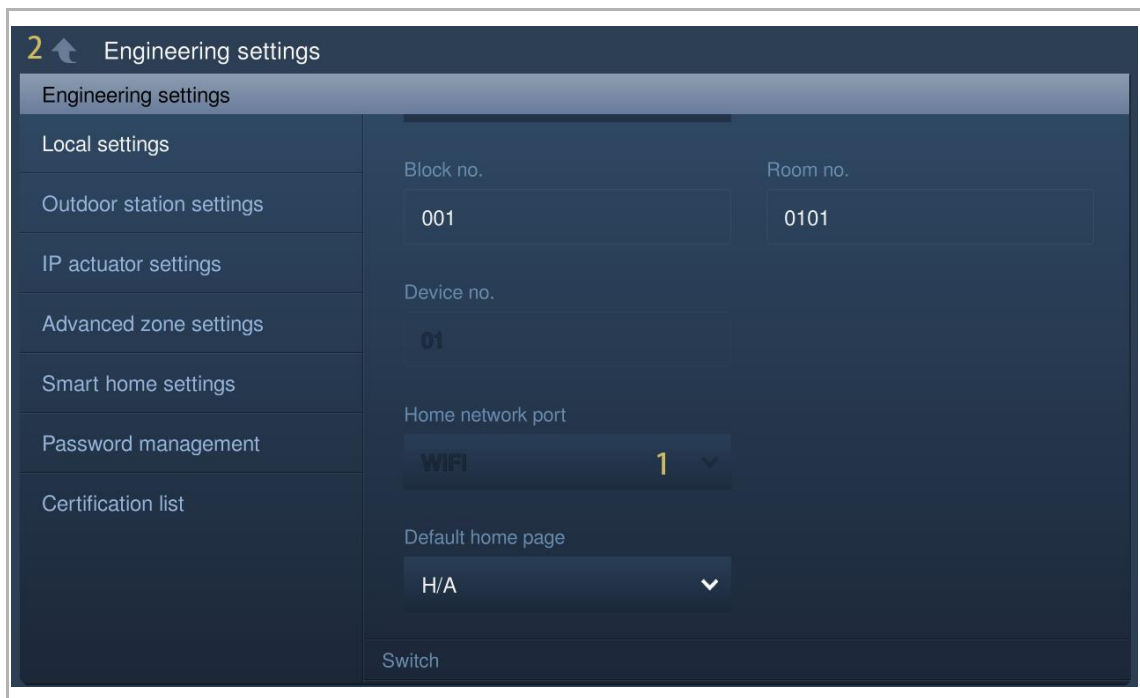 2 Engineering settings
Engineering settings
Local settings
Outdoor station settings
IP actuator settings
Advanced zone settings
Smart home settings
Password management
Certification list
Block no. Room no.
001 0101
Device no.
01
Home network port
WIFI 1
Default home page
H/A
Switch